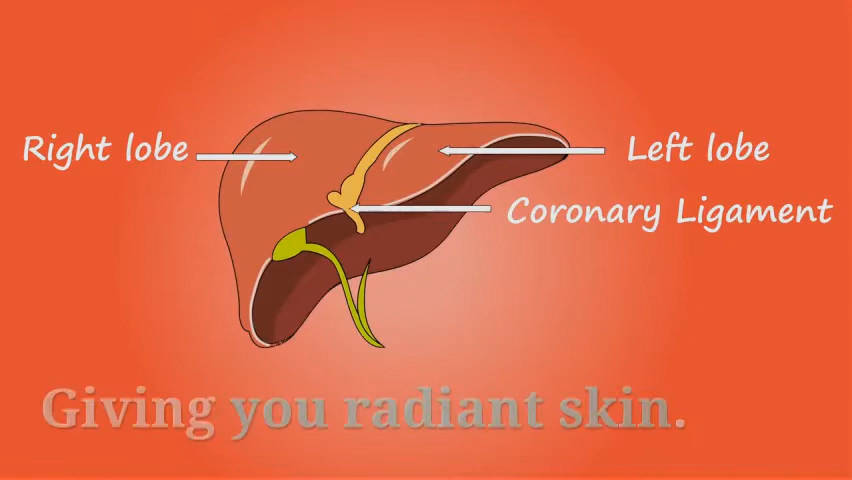 Right lobe
Left lobe
Coronary Ligament
Giving you radiant skin.